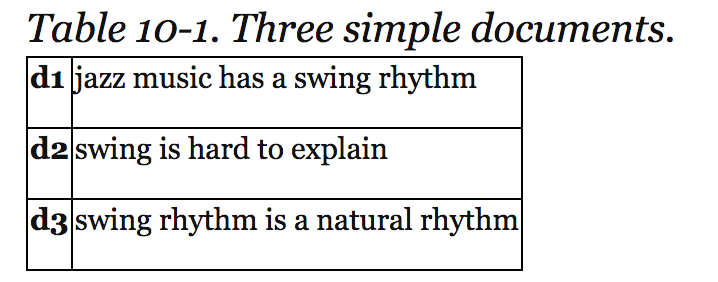 Table 10-1. Three simple documents.
d1 jazz music has a swing rhythm
d2 swing is hard to explain
d3 swing rhythm is a natural rhythm